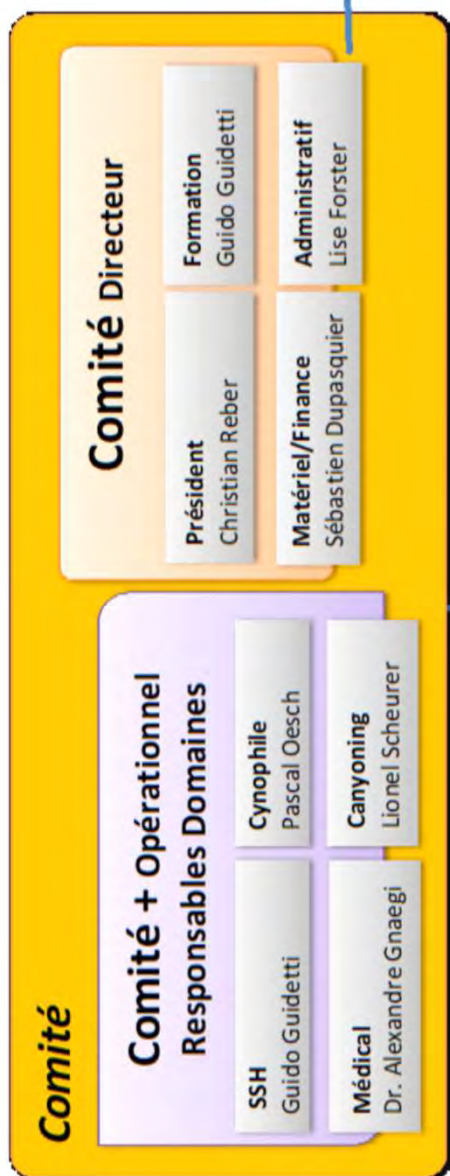 Comité
Comité + Opérationnel
Responsables Domaines
SSH
Guido Guidetti
Cynophile
Pascal Oesch
Médical
Dr. Alexandre Gnaegi
Canyoning
Lionel Scheurer
Comité Directeur
Président
Christian Reber
Formation
Guido Guidetti
Matériel/Finance
Sébastien Dupasquier
Administratif
Lise Forster